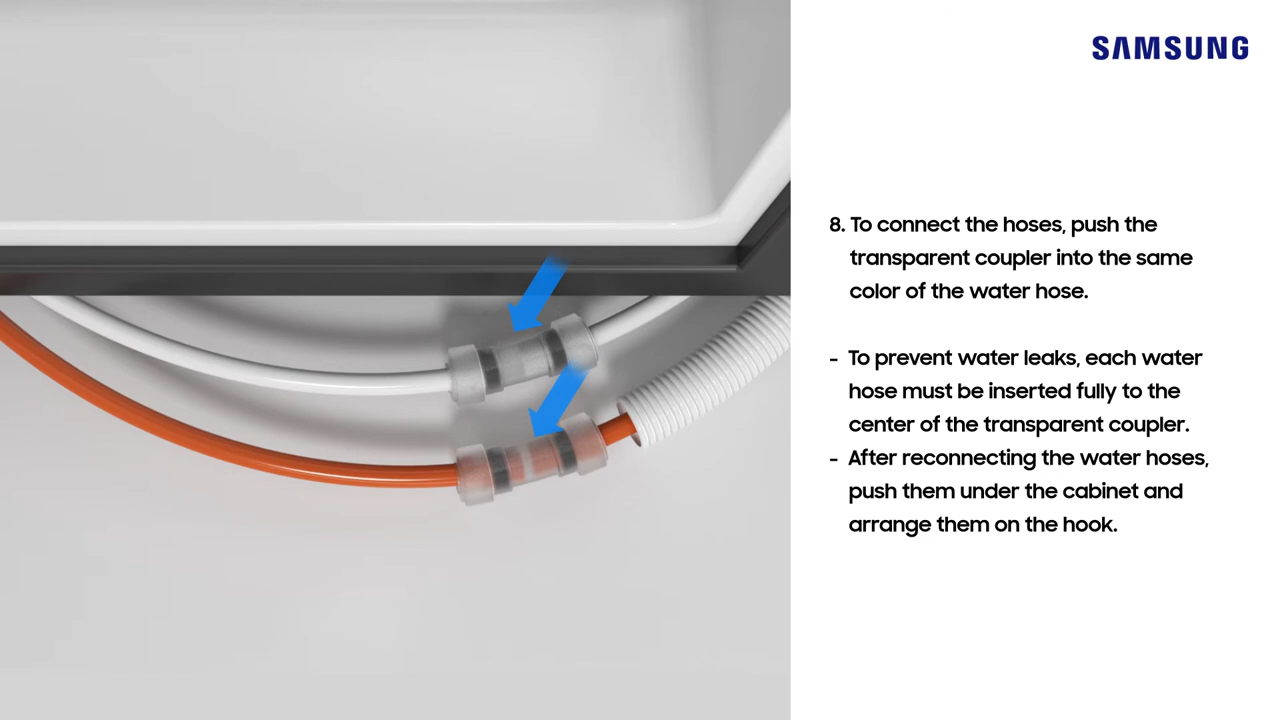 SAMSUNG
8. To connect the hoses, push the
transparent coupler into the same
color of the water hose.
- To prevent water leaks, each water
hose must be inserted fully to the
center of the transparent coupler.
- After reconnecting the water hoses,
push them under the cabinet and
arrange them on the hook.